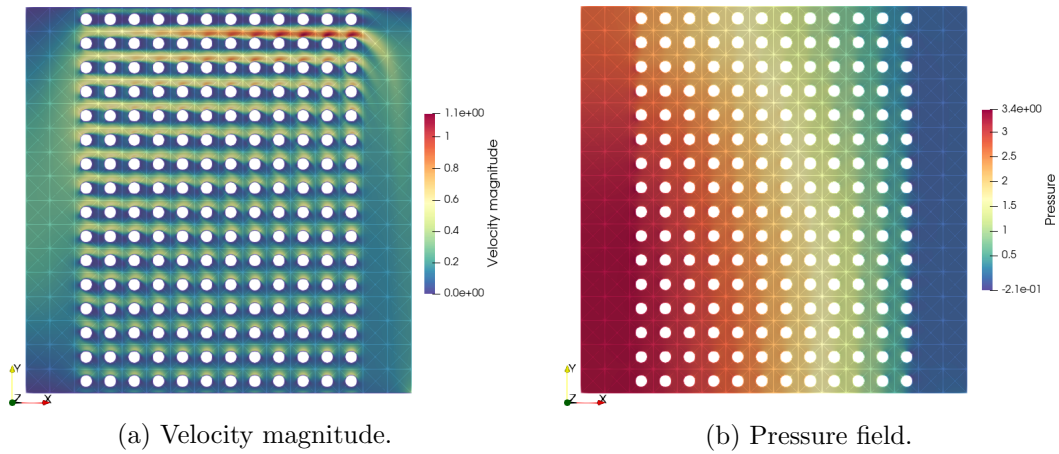 1.1e+00
1
0.8
0.6
0.4
0.2
0.0e+00
Velocity magnitude
Y
Z
X
(a) Velocity magnitude.
3.4e+00
3
2.5
2
1.5
1
0.5
-2.1e-01
Pressure
Y
Z
X
(b) Pressure field.